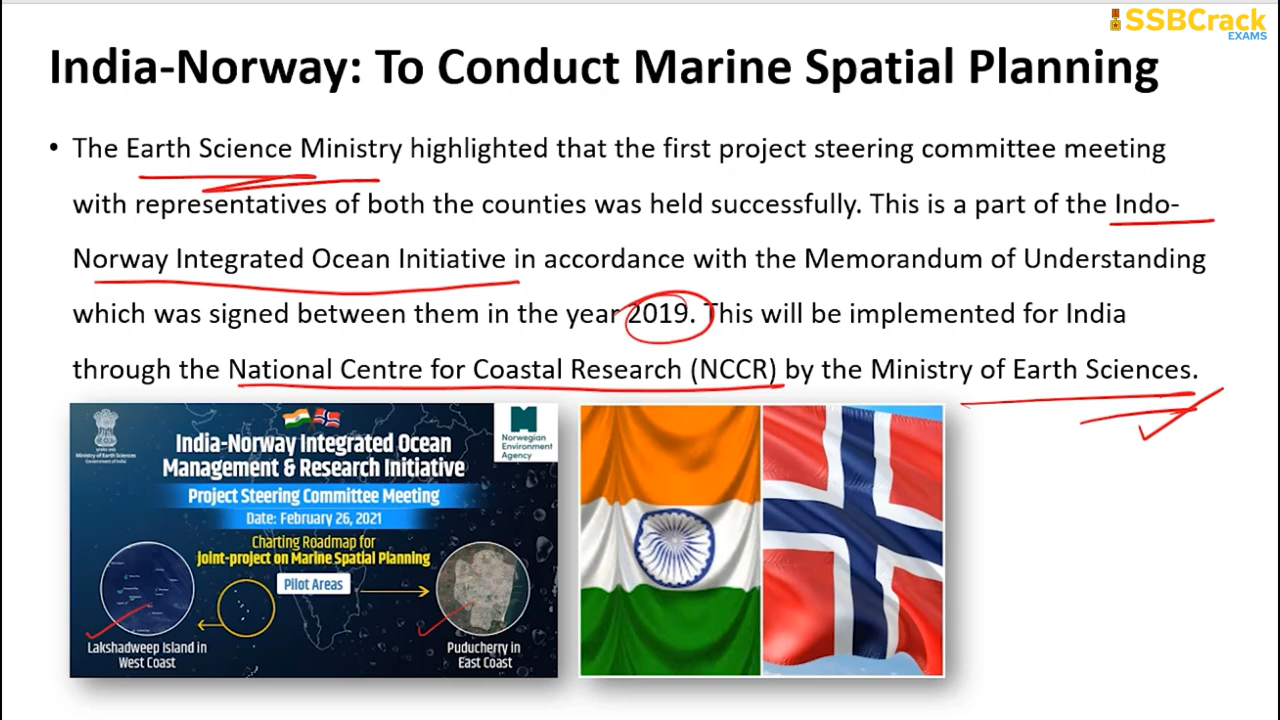 SSBCrack
EXAMS
India-Norway: To Conduct Marine Spatial Planning
• The Earth Science Ministry highlighted that the first project steering committee meeting
with representatives of both the counties was held successfully. This is a part of the Indo-
Norway Integrated Ocean Initiative in accordance with the Memorandum of Understanding
which was signed between them in the year 2019. This will be implemented for India
through the National Centre for Coastal Research (NCCR) by the Ministry of Earth Sciences.
Ministry of Earth Sciences
Government of India
Norwegian
Environment
Agency
India-Norway Integrated Ocean
Management & Research Initiative
Project Steering Committee Meeting
Date: February 26, 2021
Charting Roadmap for
Joint-project on Marine Spatial Planning
Pilot Areas
Lakshadweep Island in
West Coast
Puducherry in
East Coast